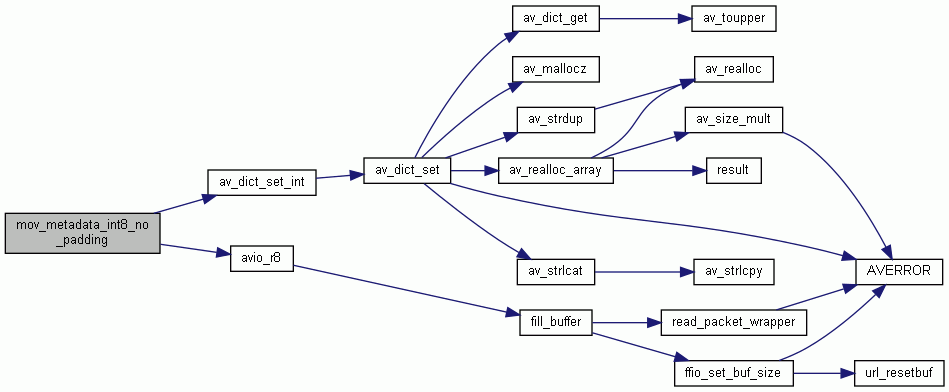 av_dict_get
av_toupper
av_mallocz
av_realloc
av_strdup
av_size_mult
av_dict_set_int
av_dict_set
av_realloc_array
result
mov_metadata_int8_no
_padding
avio_r8
av_strlcat
av_strlcpy
AVERROR
fill_buffer
read_packet_wrapper
ffio_set_buf_size
url_resetbuf